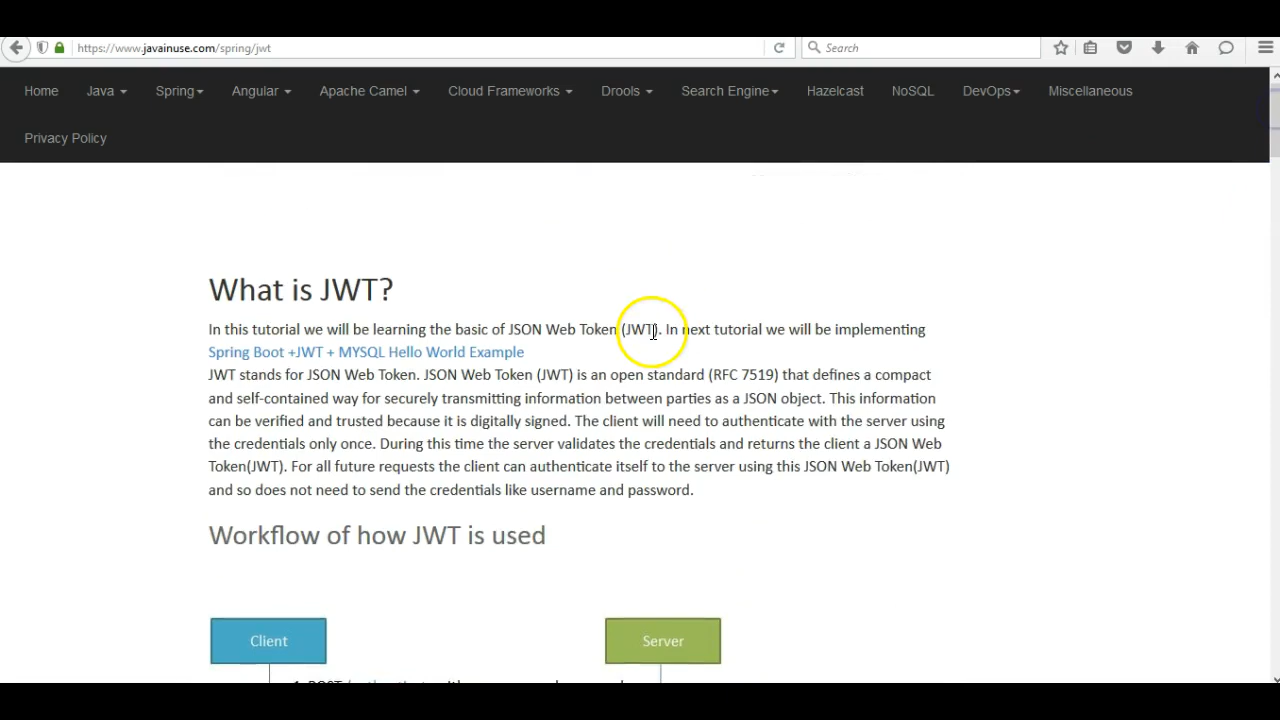 https://www.javainuse.com/spring/jwt
Search
Home Java Spring Angular Apache Camel Cloud Frameworks Drools Search Engine Hazelcast NoSQL DevOps Miscellaneous
Privacy Policy
What is JWT?
In this tutorial we will be learning the basic of JSON Web Token (JWT). In next tutorial we will be implementing
Spring Boot +JWT + MYSQL Hello World Example
JWT stands for JSON Web Token. JSON Web Token (JWT) is an open standard (RFC 7519) that defines a compact
and self-contained way for securely transmitting information between parties as a JSON object. This information
can be verified and trusted because it is digitally signed. The client will need to authenticate with the server using
the credentials only once. During this time the server validates the credentials and returns the client a JSON Web
Token(JWT). For all future requests the client can authenticate itself to the server using this JSON Web Token(JWT)
and so does not need to send the credentials like username and password.
Workflow of how JWT is used
Client Server